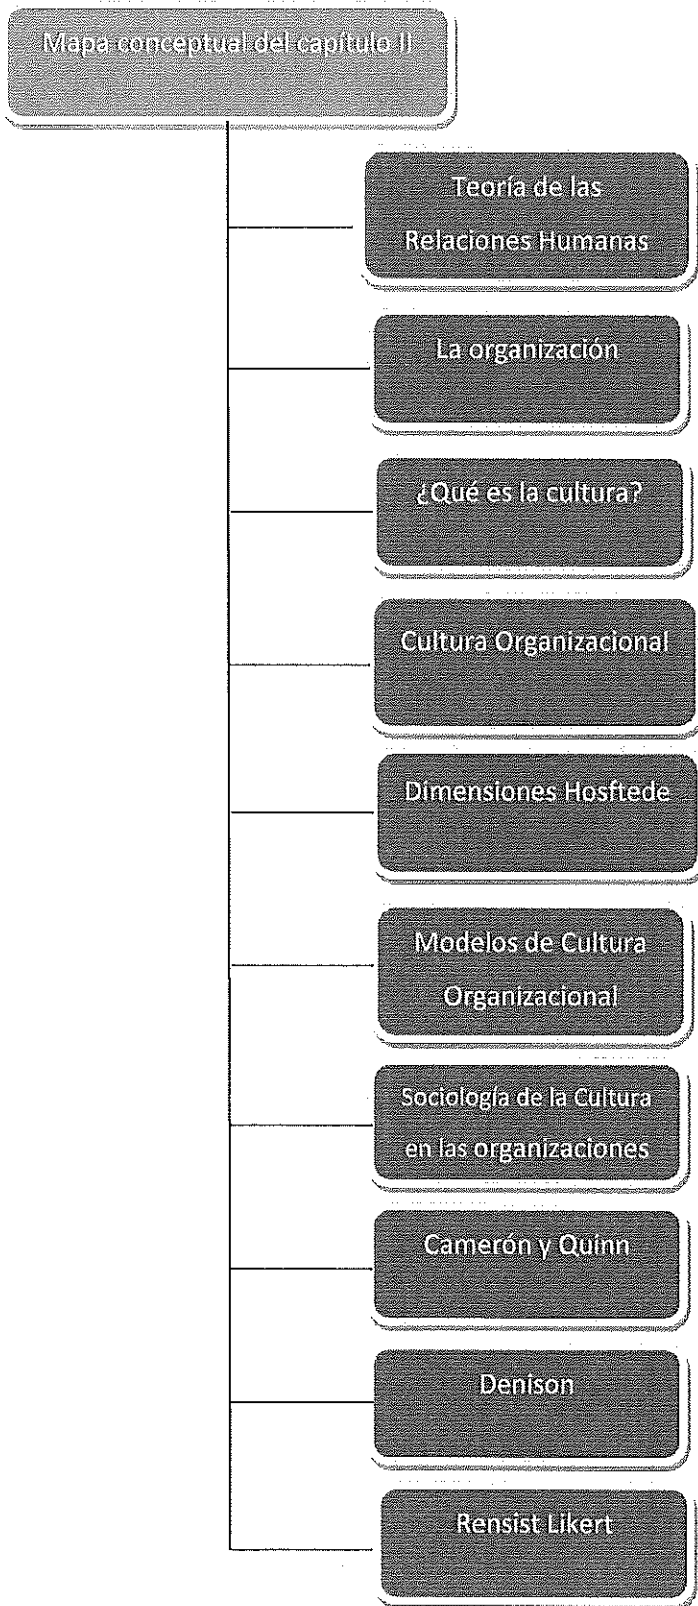 Mapa conceptual del capítulo II
Teoría de las
Relaciones Humanas
La organización
¿Qué es la cultura?
Cultura Organizacional
Dimensiones Hosftede
Modelos de Cultura
Organizacional
Sociología de la Cultura
en las organizaciones
Camerón y Quinn
Denison
Rensist Likert